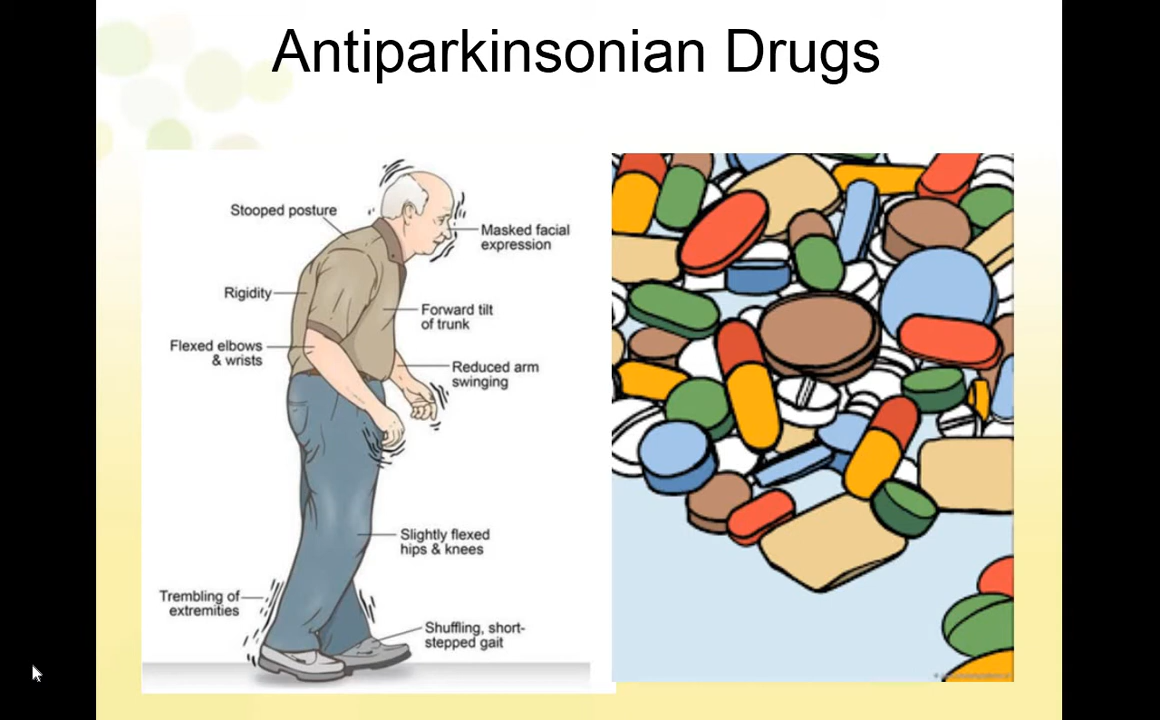 Antiparkinsonian Drugs
Stooped posture
Masked facial
expression
Rigidity
Forward tilt
of trunk
Flexed elbows
& wrists
Reduced arm
swinging
Slightly flexed
hips & knees
Trembling of
extremities
Shuffling, short-
stepped gait